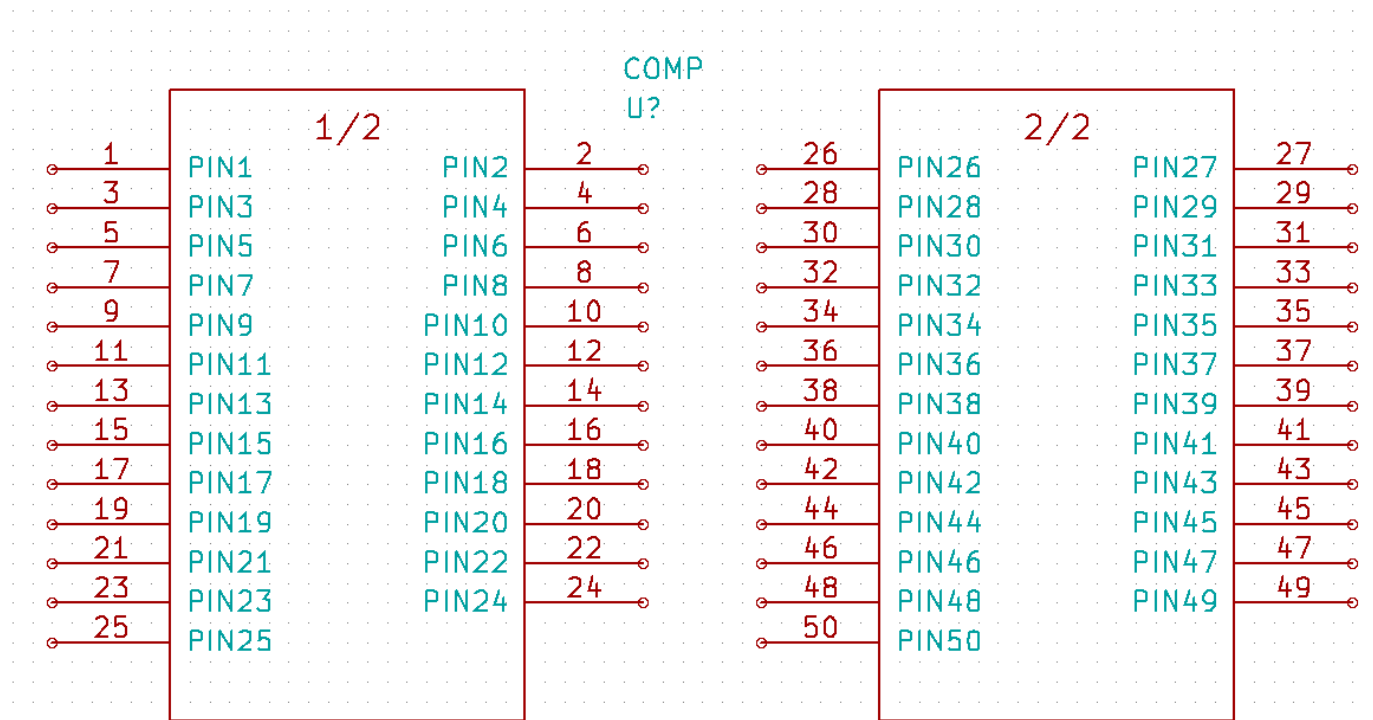 COMP
U?
1/2 2/2
1 2 26 27
PIN1 PIN2 PIN26 PIN27
3 4 28 29
PIN3 PIN4 PIN28 PIN29
5 6 30 31
PIN5 PIN6 PIN30 PIN31
7 8 32 33
PIN7 PIN8 PIN32 PIN33
9 10 34 35
PIN9 PIN10 PIN34 PIN35
11 12 36 37
PIN11 PIN12 PIN36 PIN37
13 14 38 39
PIN13 PIN14 PIN38 PIN39
15 16 40 41
PIN15 PIN16 PIN40 PIN41
17 18 42 43
PIN17 PIN18 PIN42 PIN43
19 20 44 45
PIN19 PIN20 PIN44 PIN45
21 22 46 47
PIN21 PIN22 PIN46 PIN47
23 24 48 49
PIN23 PIN24 PIN48 PIN49
25 50
PIN25 PIN50